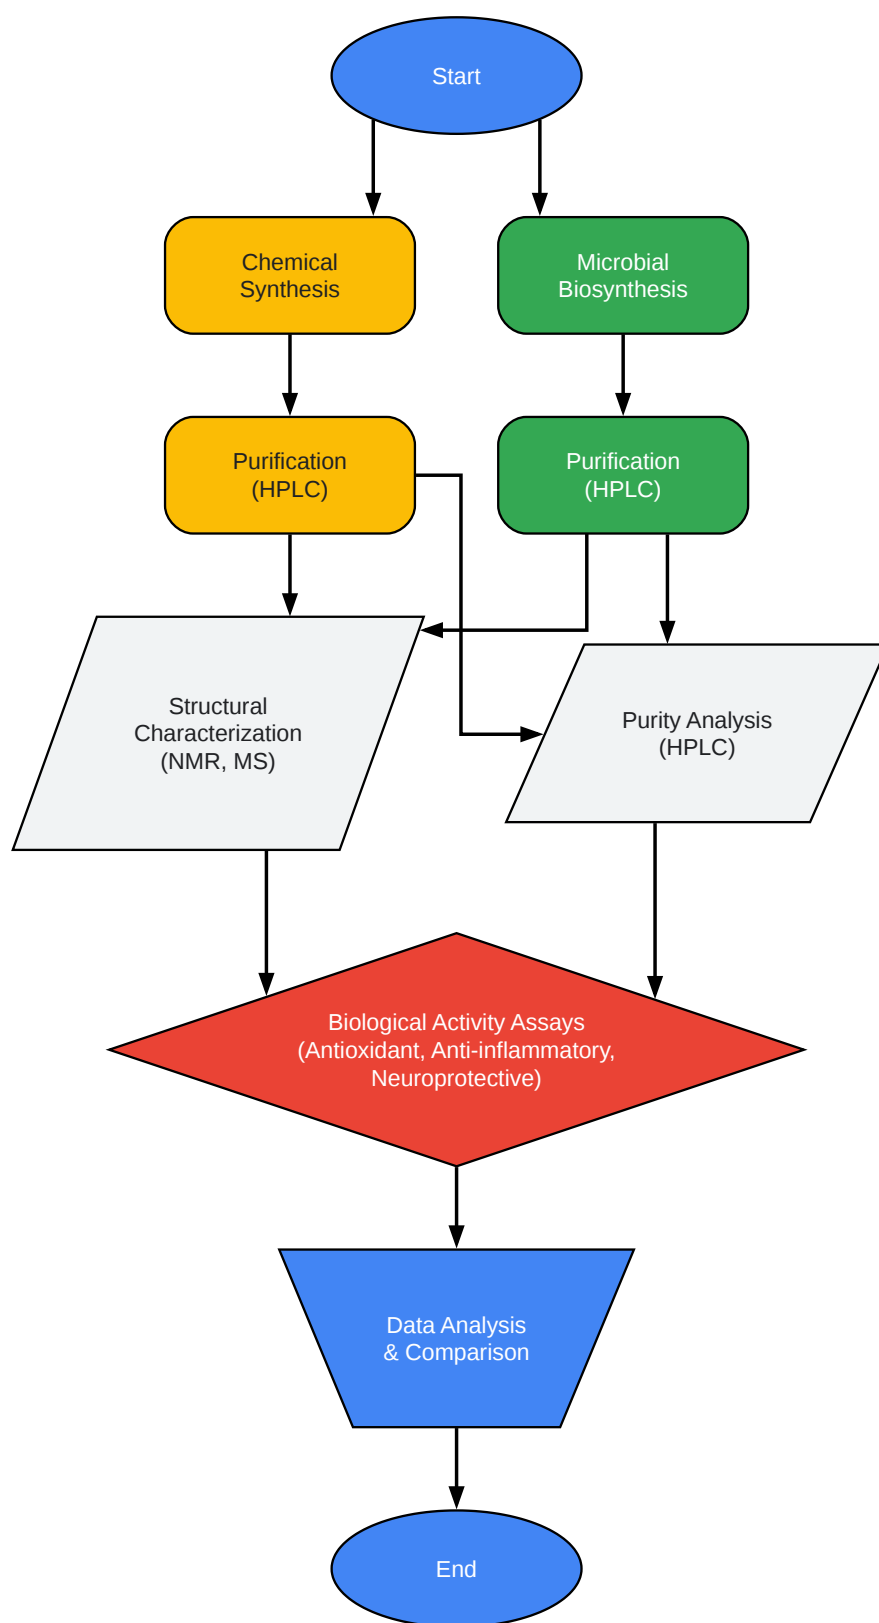 Start
Chemical
Synthesis
Microbial
Biosynthesis
Purification
(HPLC)
Purification
(HPLC)
Structural
Characterization
(NMR, MS)
Purity Analysis
(HPLC)
Biological Activity Assays
(Antioxidant, Anti-inflammatory,
Neuroprotective)
Data Analysis
& Comparison
End